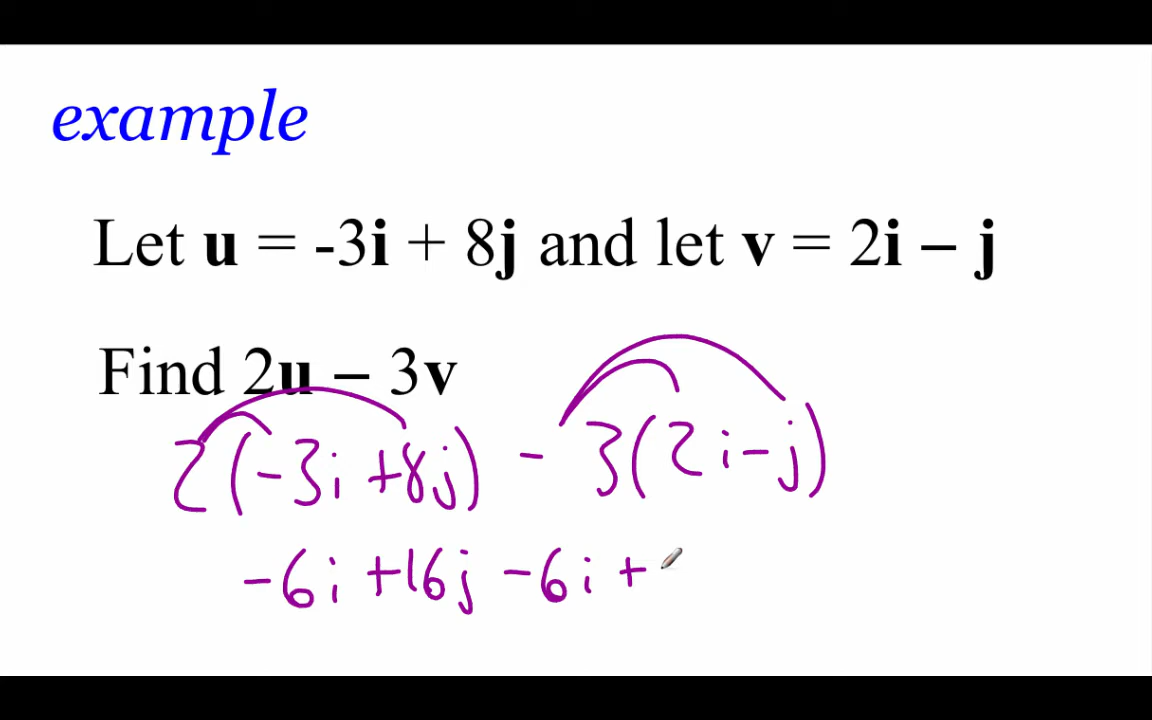 example
Let u = -3i + 8j and let v = 2i – j
Find 2u – 3v
2(-3i +8j) - 3(2i-j)
-6i +16j -6i +